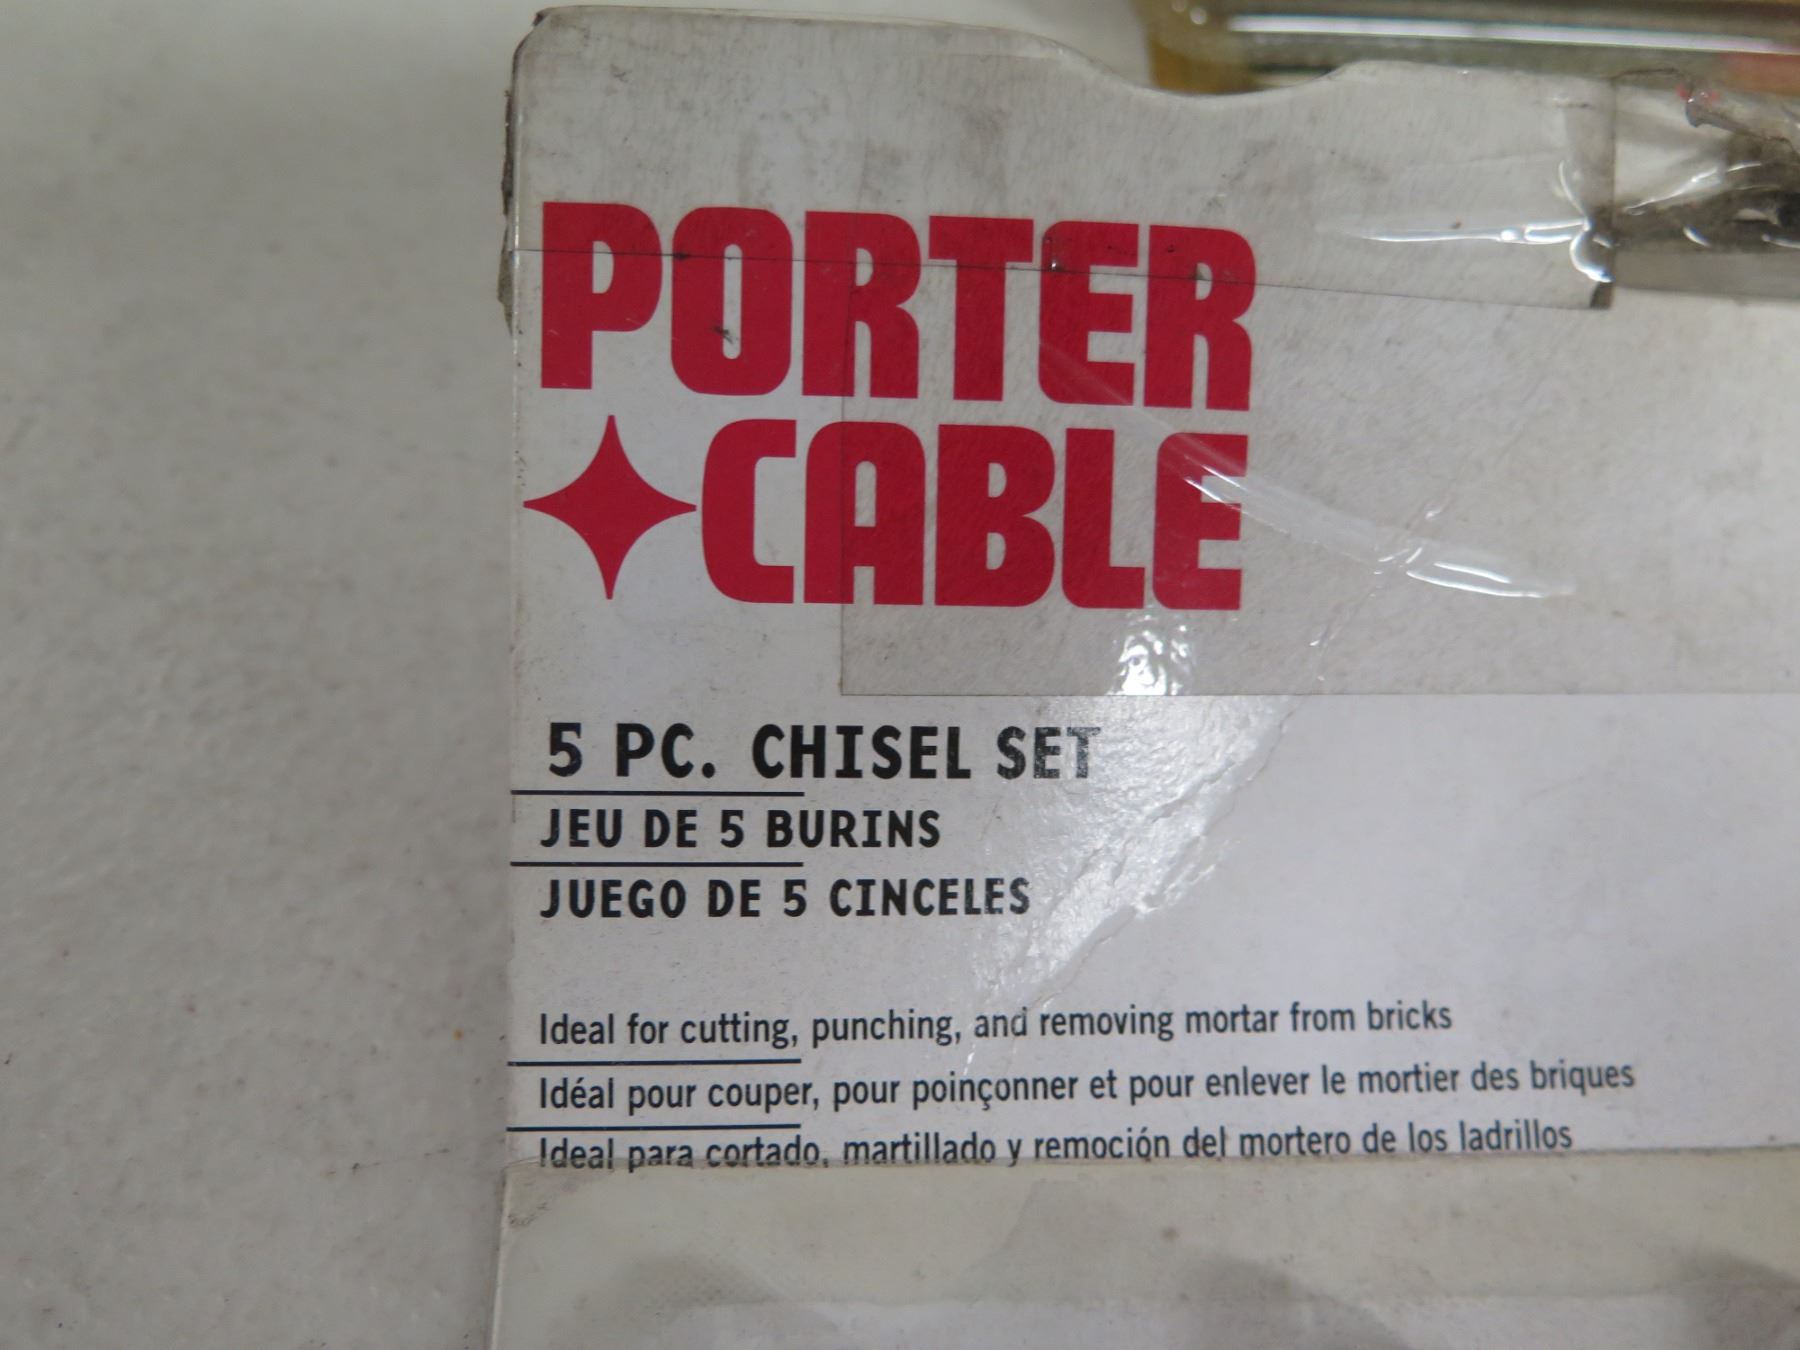 PORTER
CABLE
5 PC. CHISEL SET
JEU DE 5 BURINS
JUEGO DE 5 CINCELES
Ideal for cutting, punching, and removing mortar from bricks
Idéal pour couper, pour poinçonner et pour enlever le mortier des briques
Ideal para cortado, martillado y remoción del mortero de los ladrillos